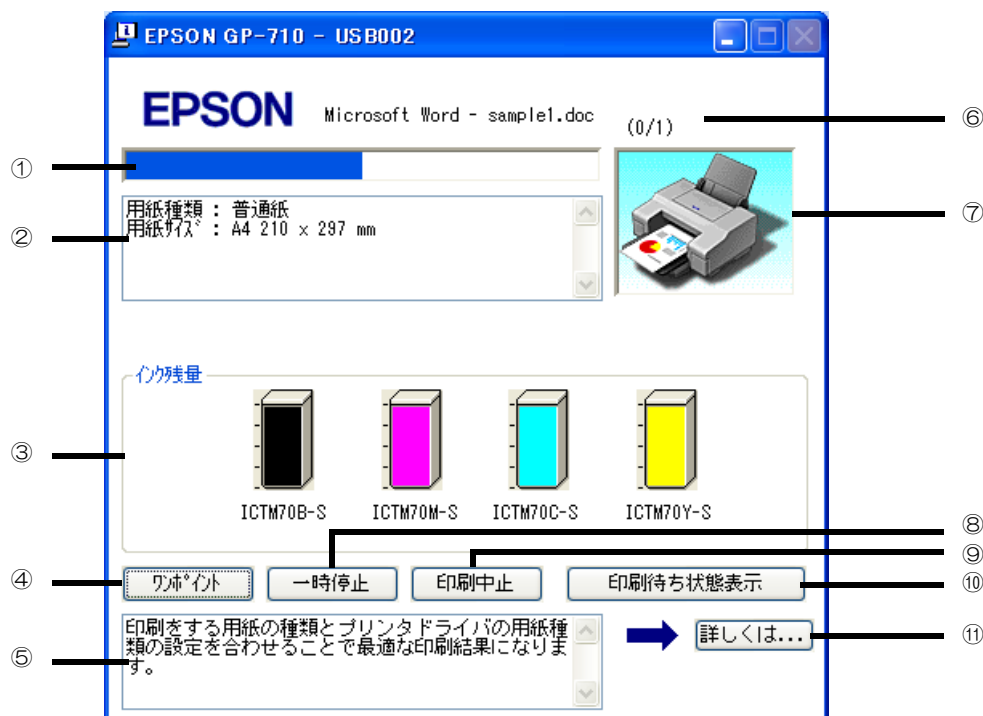 EPSON GP-710 - USB002
EPSON
Microsoft Word - sample1.doc
(0/1)
⑥
①
用紙種類 : 普通紙
用紙ｻｲｽﾞ : A4 210 x 297 mm
②
⑦
ｲﾝｸ残量
③
ICTM70B-S
ICTM70M-S
ICTM70C-S
ICTM70Y-S
⑧
⑨
④
ﾜﾝﾎﾟｲﾝﾄ
一時停止
印刷中止
印刷待ち状態表示
⑩
印刷をする用紙の種類とプリンタドライバの用紙種
類の設定を合わせることで最適な印刷結果になりま
す。
⑤
詳しくは...
⑪